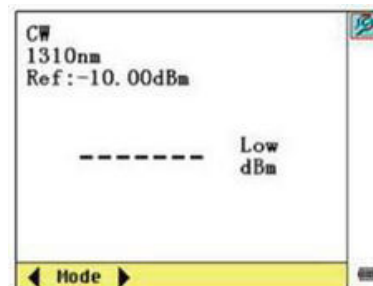 CW
1310nm
Ref:-10.00dBm
------- Low
dBm
Mode